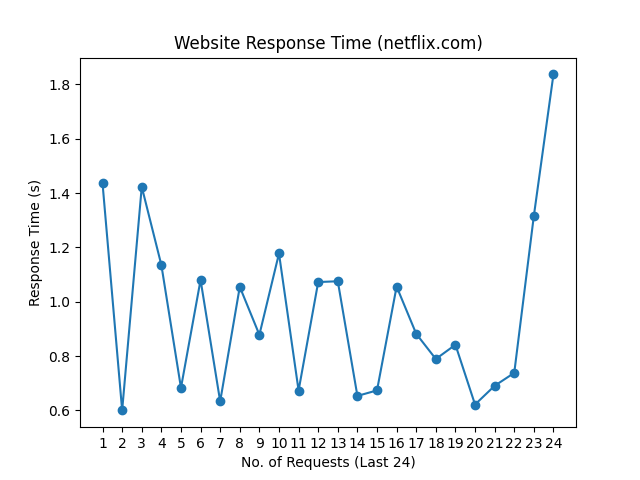 Website Response Time (netflix.com)
Response Time (s)
1.8
1.6
1.4
1.2
1.0
0.8
0.6
1 2 3 4 5 6 7 8 9 10 11 12 13 14 15 16 17 18 19 20 21 22 23 24
No. of Requests (Last 24)